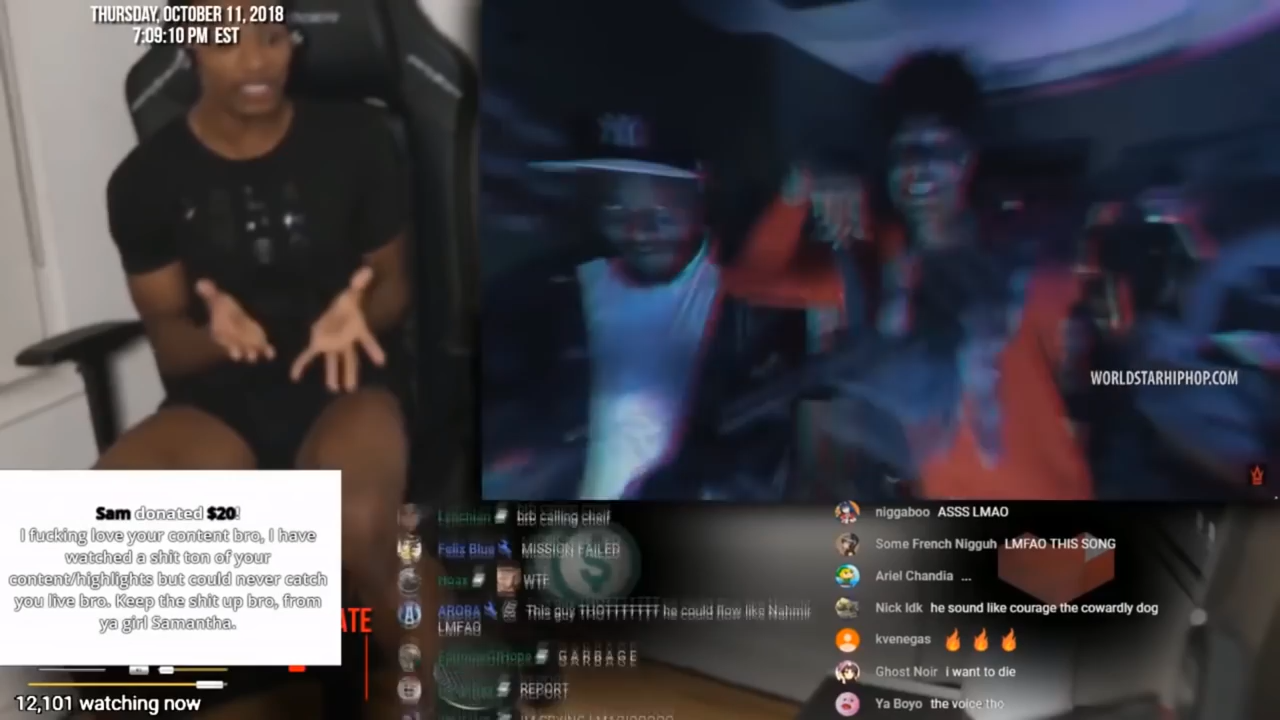 THURSDAY, OCTOBER 11, 2018
7:09:10 PM EST
WORLDSTARHIPHOP.COM
Sam donated $20!
I fucking love your content bro, I have
watched a shit ton of your
content/highlights but could never catch
you live bro. Keep the shit up bro, from
ya girl Samantha.
12,101 watching now
brb calling cheif
Felix Blue MISSION FAILED
Hoax WTF
ARORA This guy THOTTTTTTT he could flow like Nahmir
LMFAO
GARBAGE
REPORT
niggaboo ASSS LMAO
Some French Nigguh LMFAO THIS SONG
Ariel Chandia ...
Nick Idk he sound like courage the cowardly dog
kvenegas 🔥 🔥 🔥
Ghost Noir i want to die
Ya Boyo the voice tho